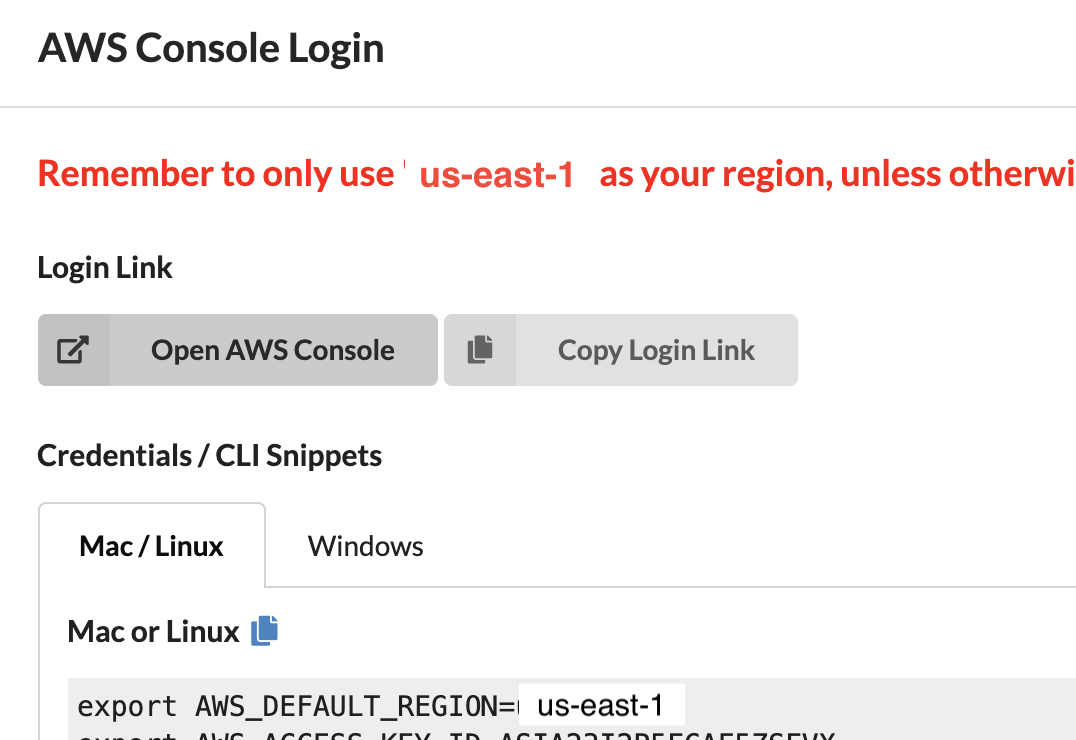 AWS Console Login
Remember to only use us-east-1 as your region, unless otherwi
Login Link
Open AWS Console
Copy Login Link
Credentials / CLI Snippets
Mac / Linux
Windows
Mac or Linux
export AWS_DEFAULT_REGION= us-east-1